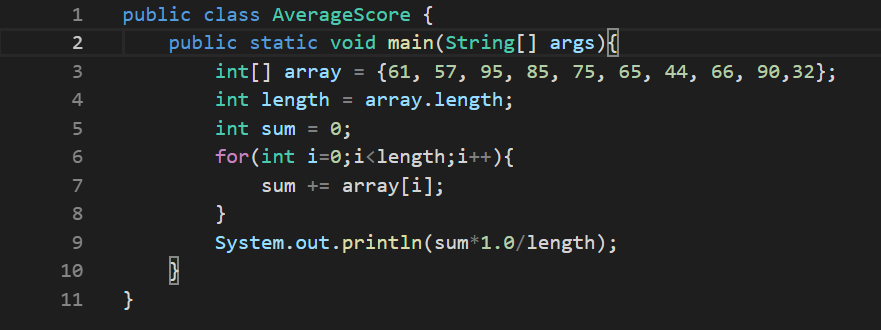 1 public class AverageScore {
2 public static void main(String[] args){
3 int[] array = {61, 57, 95, 85, 75, 65, 44, 66, 90,32};
4 int length = array.length;
5 int sum = 0;
6 for(int i=0;i<length;i++){
7 sum += array[i];
8 }
9 System.out.println(sum*1.0/length);
10 }
11 }